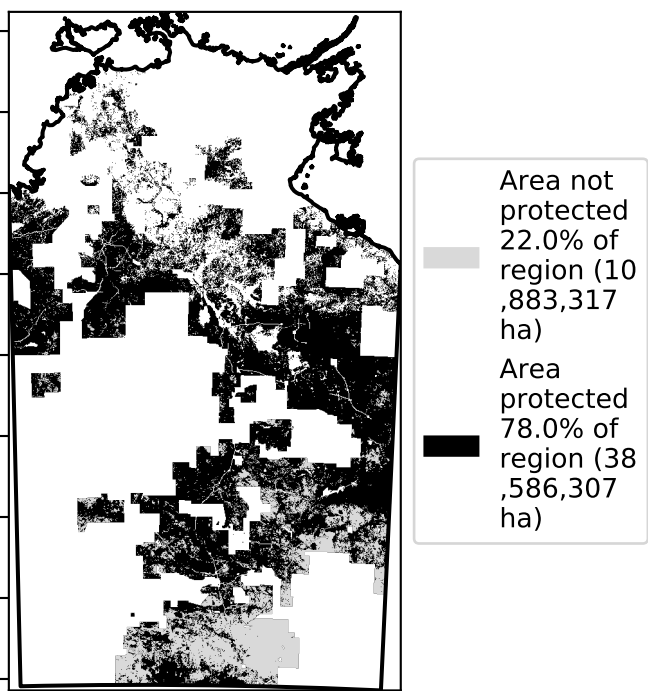 Area not
protected
22.0% of
region (10
,883,317
ha)
Area
protected
78.0% of
region (38
,586,307
ha)